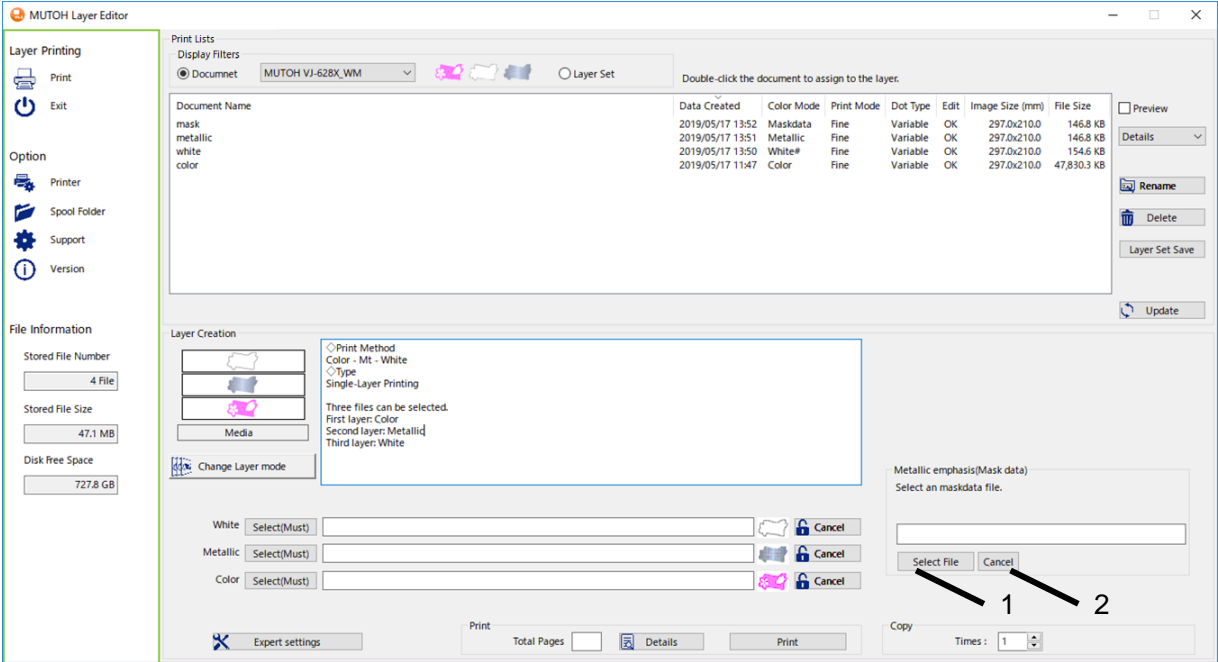 MUTOH Layer Editor
Layer Printing
Print
Exit
Option
Printer
Spool Folder
Support
Version
File Information
Stored File Number
4 File
Stored File Size
47.1 MB
Disk Free Space
727.8 GB
Print Lists
Display Filters
Documnet
MUTOH VJ-628X_WM
Layer Set
Double-click the document to assign to the layer.
Document Name Data Created Color Mode Print Mode Dot Type Edit Image Size (mm) File Size
mask 2019/05/17 13:52 Maskdata Fine Variable OK 297.0x210.0 146.8 KB
metallic 2019/05/17 13:51 Metallic Fine Variable OK 297.0x210.0 146.8 KB
white 2019/05/17 13:50 White# Fine Variable OK 297.0x210.0 154.6 KB
color 2019/05/17 11:47 Color Fine Variable OK 297.0x210.0 47,830.3 KB
Preview
Details
Rename
Delete
Layer Set Save
Update
Layer Creation
Media
Change Layer mode
◇Print Method
Color - Mt - White
◇Type
Single-Layer Printing
Three files can be selected.
First layer: Color
Second layer: Metallic
Third layer: White
Metallic emphasis(Mask data)
Select an maskdata file.
Select File Cancel
1 2
White Select(Must) Cancel
Metallic Select(Must) Cancel
Color Select(Must) Cancel
Expert settings
Print
Total Pages Details Print
Copy
Times : 1